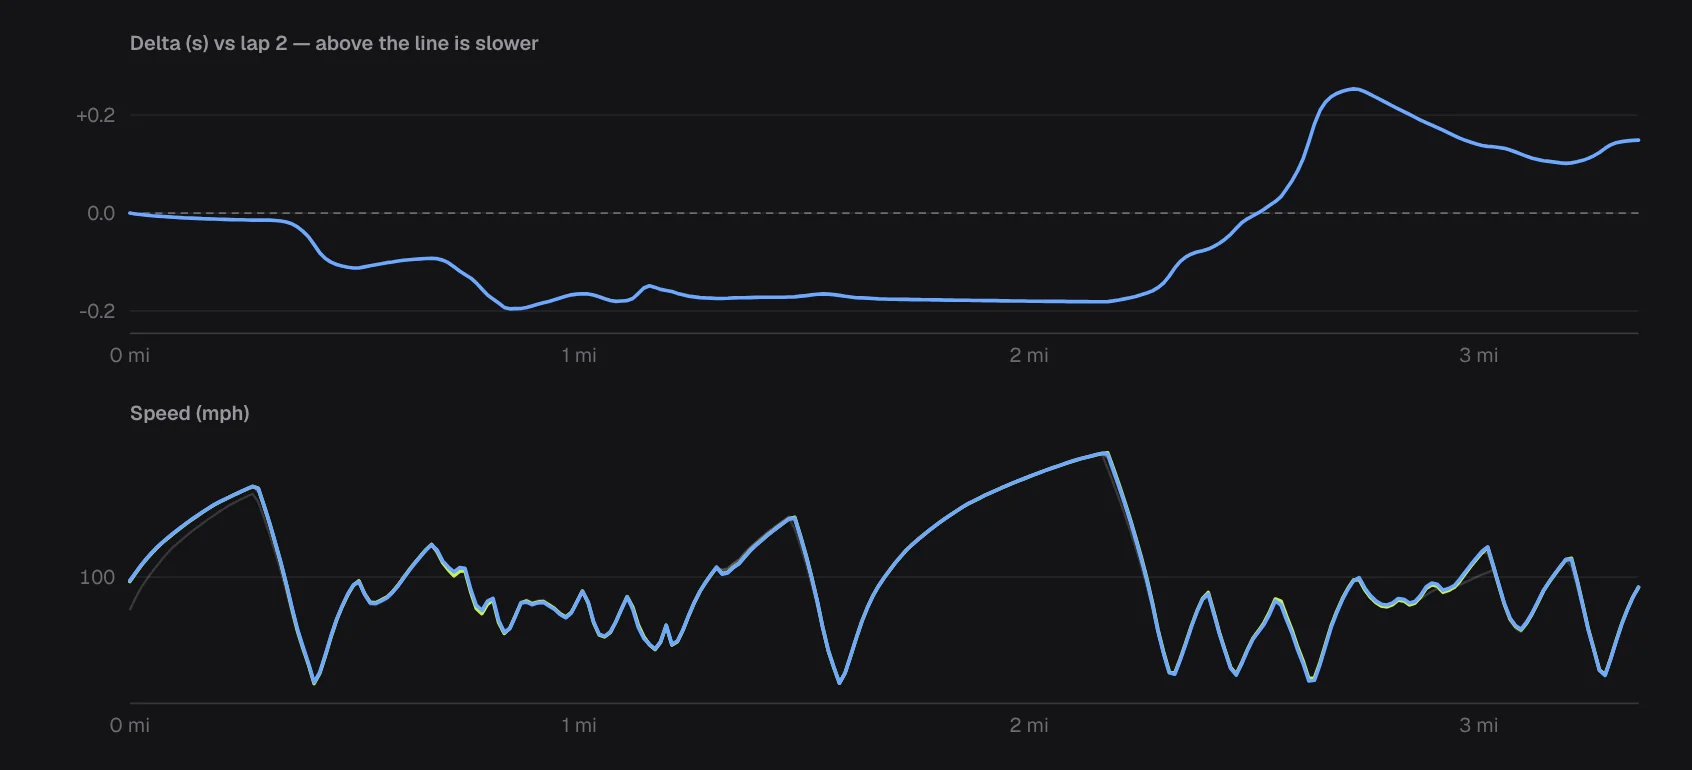 Delta (s) vs lap 2 — above the line is slower
+0.2
0.0
-0.2
0 mi 1 mi 2 mi 3 mi
Speed (mph)
100
0 mi 1 mi 2 mi 3 mi